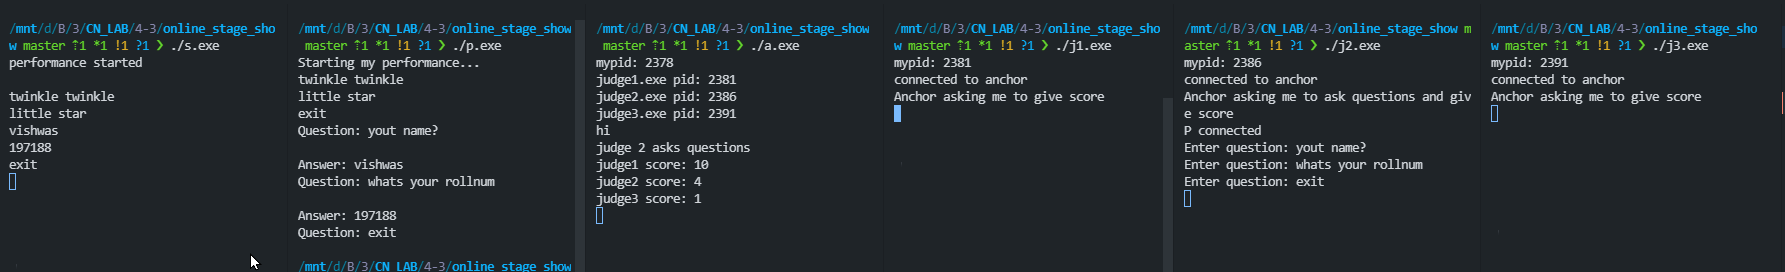 /mnt/d/B/3/CN_LAB/4-3/online_stage_sho
w master ⇡1 *1 !1 ?1 ❯ ./s.exe
performance started
twinkle twinkle
little star
vishwas
197188
exit
/mnt/d/B/3/CN_LAB/4-3/online_stage_show
master ⇡1 *1 !1 ?1 ❯ ./p.exe
Starting my performance...
twinkle twinkle
little star
exit
Question: yout name?
Answer: vishwas
Question: whats your rollnum
Answer: 197188
Question: exit
/mnt/d/B/3/CN_LAB/4-3/online_stage_show
/mnt/d/B/3/CN_LAB/4-3/online_stage_show
master ⇡1 *1 !1 ?1 ❯ ./a.exe
mypid: 2378
judge1.exe pid: 2381
judge2.exe pid: 2386
judge3.exe pid: 2391
hi
judge 2 asks questions
judge1 score: 10
judge2 score: 4
judge3 score: 1
/mnt/d/B/3/CN_LAB/4-3/online_stage_sho
w master ⇡1 *1 !1 ?1 ❯ ./j1.exe
mypid: 2381
connected to anchor
Anchor asking me to give score
/mnt/d/B/3/CN_LAB/4-3/online_stage_show m
aster ⇡1 *1 !1 ?1 ❯ ./j2.exe
mypid: 2386
connected to anchor
Anchor asking me to ask questions and giv
e score
P connected
Enter question: yout name?
Enter question: whats your rollnum
Enter question: exit
/mnt/d/B/3/CN_LAB/4-3/online_stage_sho
w master ⇡1 *1 !1 ?1 ❯ ./j3.exe
mypid: 2391
connected to anchor
Anchor asking me to give score